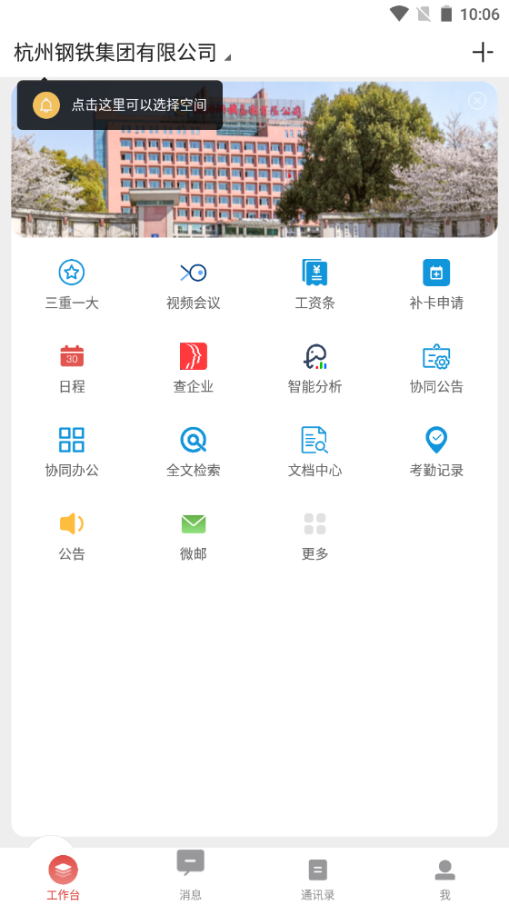 10:06
杭州钢铁集团有限公司
点击这里可以选择空间
三重一大
视频会议
工资条
补卡申请
30
日程
查企业
智能分析
协同公告
协同办公
全文检索
文档中心
考勤记录
公告
微邮
更多
工作台
消息
通讯录
我